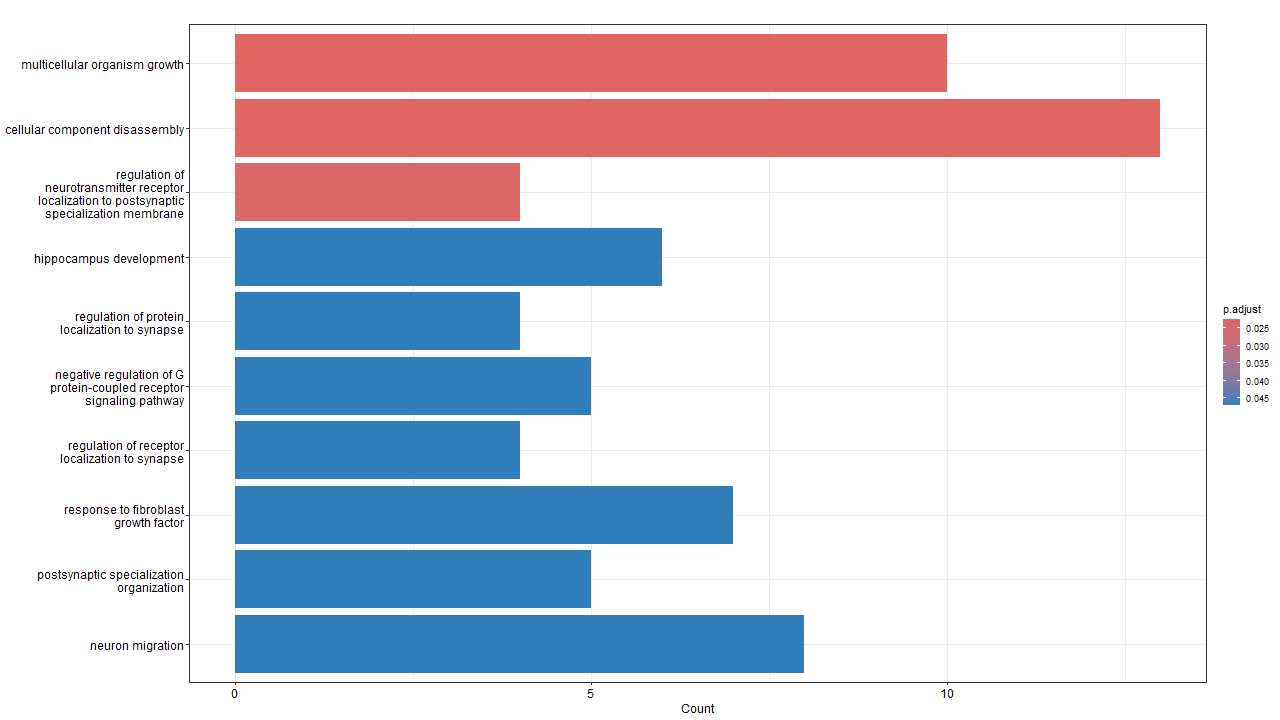 multicellular organism growth
cellular component disassembly
regulation of
neurotransmitter receptor
localization to postsynaptic
specialization membrane
hippocampus development
regulation of protein
localization to synapse
negative regulation of G
protein-coupled receptor
signaling pathway
regulation of receptor
localization to synapse
response to fibroblast
growth factor
postsynaptic specialization
organization
neuron migration
0 5 10
Count
p.adjust
0.025
0.030
0.035
0.040
0.045